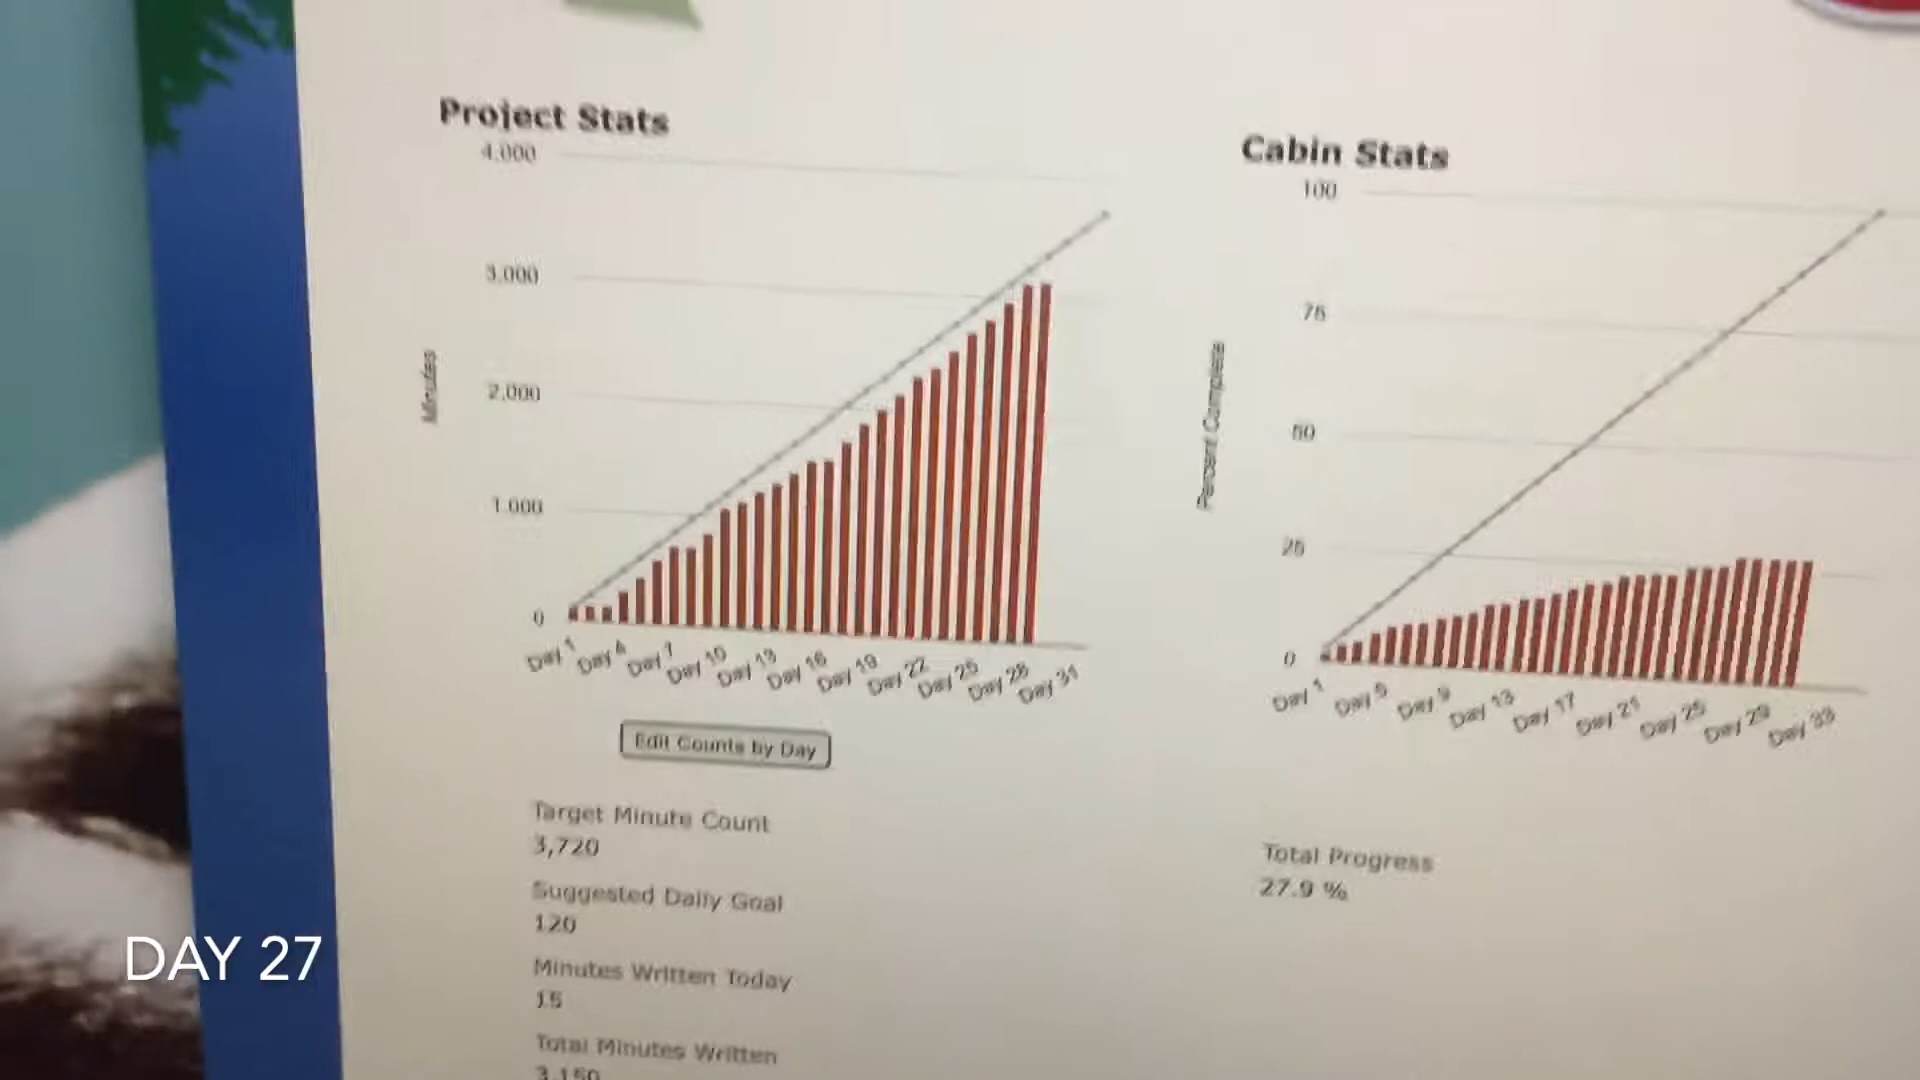 Project Stats
4,000
3,000
2,000
1,000
0
Minutes
Day 1
Day 4
Day 7
Day 10
Day 13
Day 16
Day 19
Day 22
Day 25
Day 28
Day 31
Edit Counts by Day
Target Minute Count
3,720
Suggested Daily Goal
120
Minutes Written Today
15
Total Minutes Written
3,150
Cabin Stats
100
75
50
25
0
Percent Complete
Day 1
Day 5
Day 9
Day 13
Day 17
Day 21
Day 25
Day 29
Day 33
Total Progress
27.9 %
DAY 27